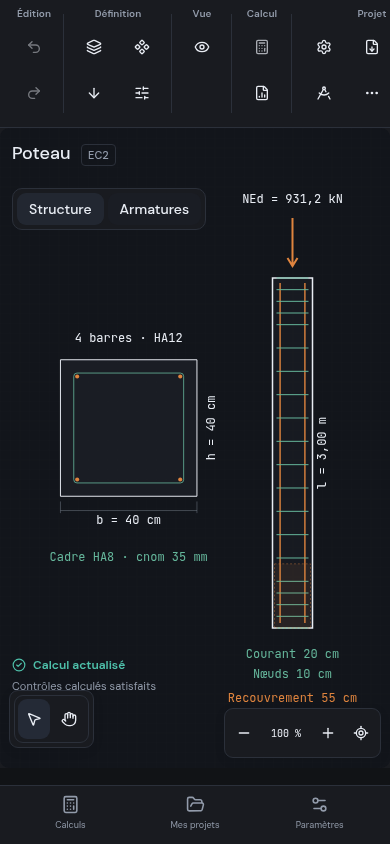 Édition
Définition
Vue
Calcul
Projet
Poteau
EC2
Structure
Armatures
NEd = 931,2 kN
4 barres · HA12
h = 40 cm
b = 40 cm
l = 3,00 m
Cadre HA8 · cnom 35 mm
Courant 20 cm
Nœuds 10 cm
Recouvrement 55 cm
Calcul actualisé
Contrôles calculés satisfaits
100 %
Calculs
Mes projets
Paramètres